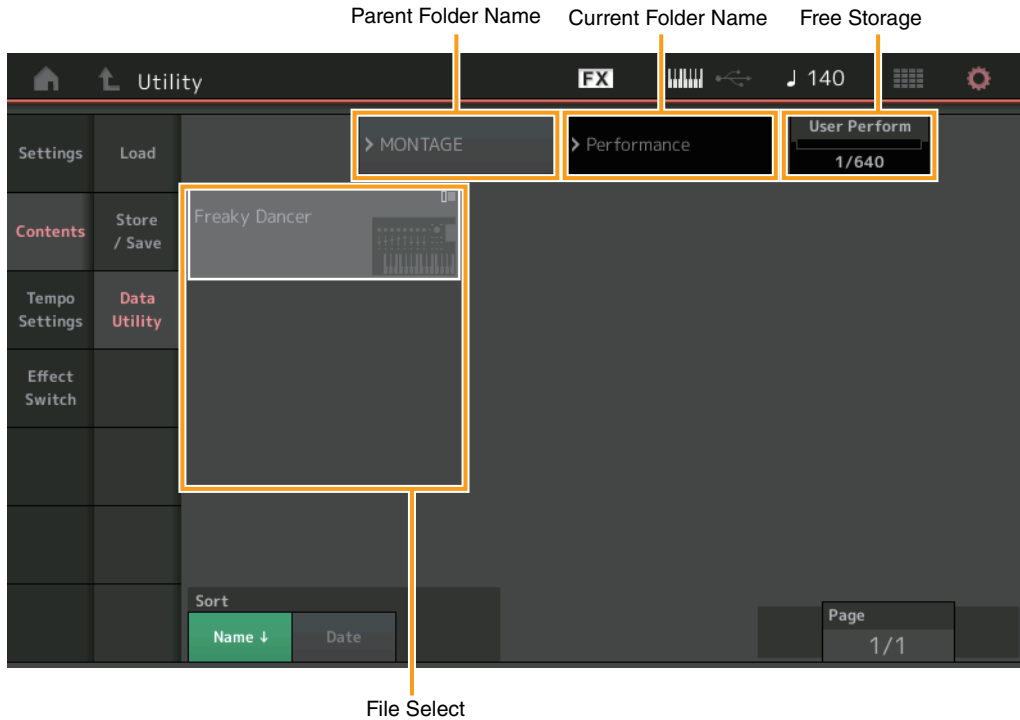 Parent Folder Name
Current Folder Name
Free Storage
Utility
FX
140
Settings
Load
> MONTAGE
> Performance
User Perform
1/640
Contents
Store
/ Save
Freaky Dancer
Tempo
Settings
Data
Utility
Effect
Switch
Sort
Name ↓
Date
Page
1/1
File Select